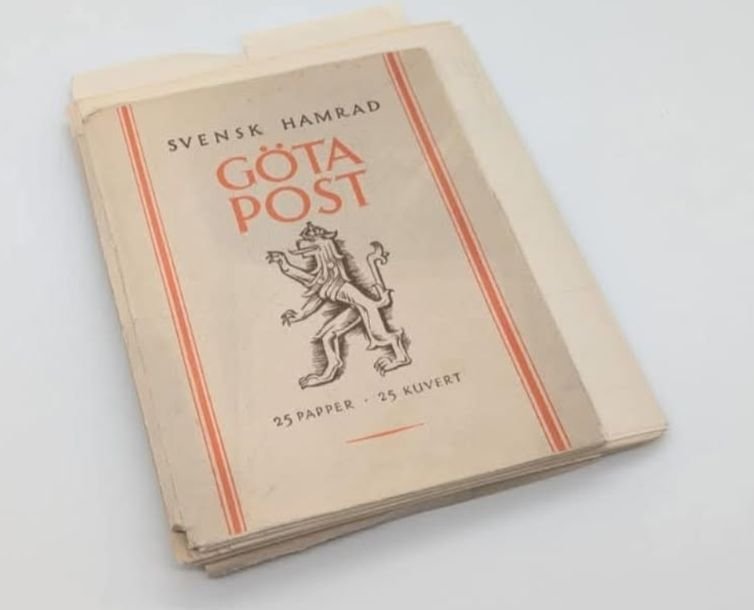 SVENSK HAMRAD
GÖTA
POST
25 PAPPER · 25 KUVERT